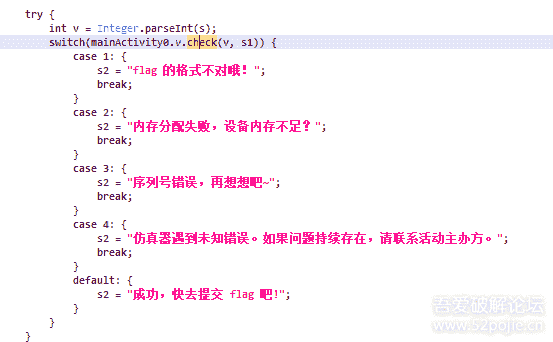 try {
int v = Integer.parseInt(s);
switch(mainActivity0.v.check(v, s1)) {
case 1: {
s2 = "flag 的格式不对哦！";
break;
}
case 2: {
s2 = "内存分配失败，设备内存不足？";
break;
}
case 3: {
s2 = "序列号错误，再想想吧~";
break;
}
case 4: {
s2 = "仿真器遇到未知错误。如果问题持续存在，请联系活动主办方。";
break;
}
default: {
s2 = "成功，快去提交 flag 吧!";
}
}
}
吾爱破解论坛
www.52pojie.cn